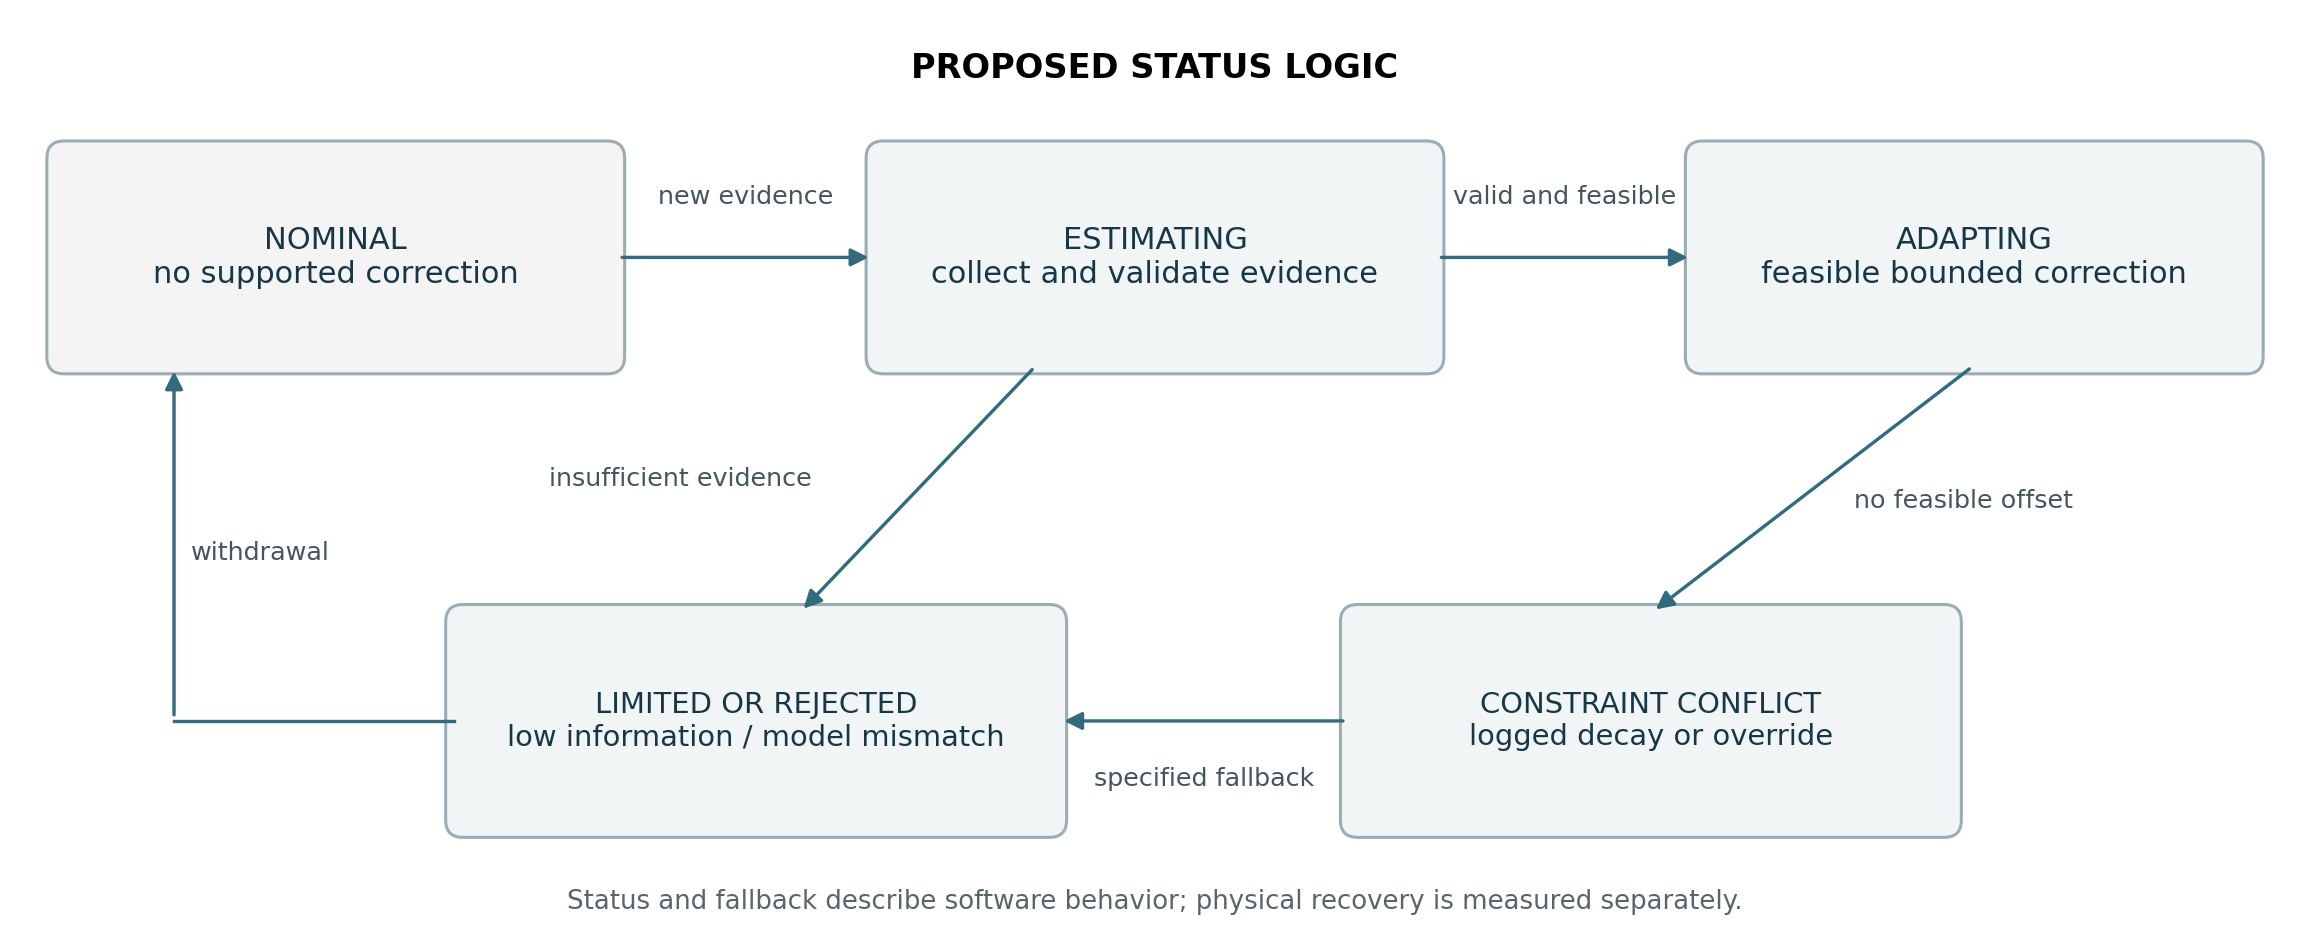 PROPOSED STATUS LOGIC
NOMINAL
no supported correction
new evidence
ESTIMATING
collect and validate evidence
valid and feasible
ADAPTING
feasible bounded correction
insufficient evidence
no feasible offset
withdrawal
LIMITED OR REJECTED
low information / model mismatch
specified fallback
CONSTRAINT CONFLICT
logged decay or override
Status and fallback describe software behavior; physical recovery is measured separately.